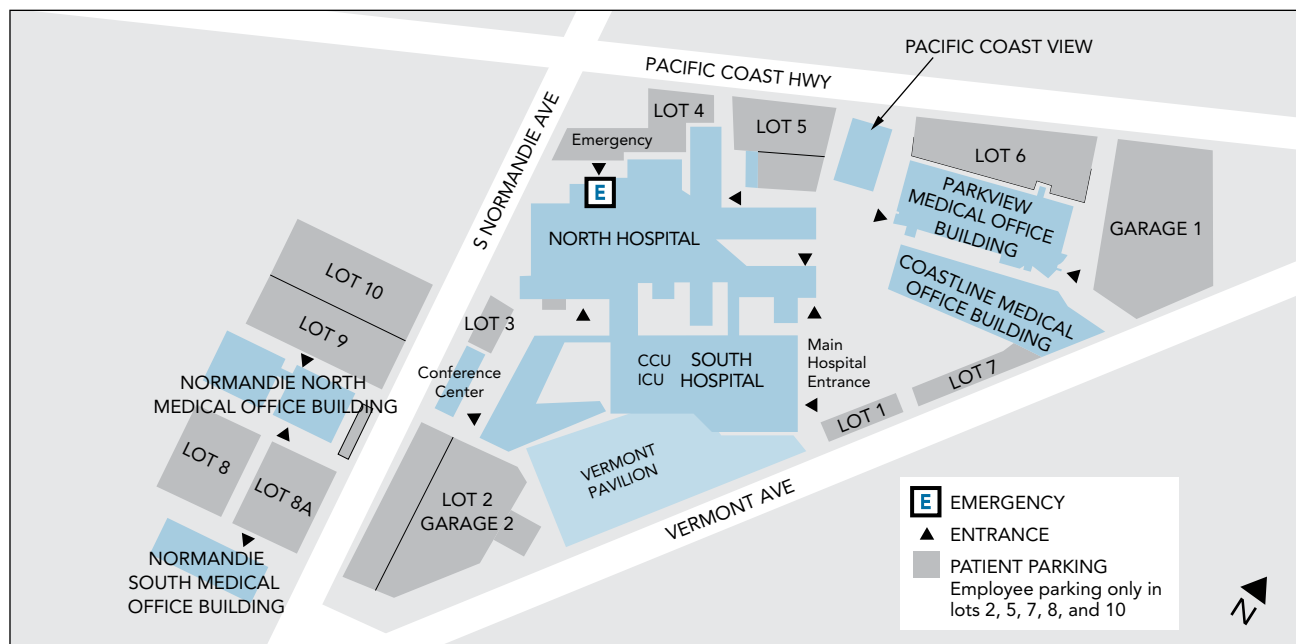 PACIFIC COAST VIEW
PACIFIC COAST HWY
S NORMANDIE AVE
LOT 4
LOT 5
Emergency
LOT 6
E
PARKVIEW
MEDICAL OFFICE
BUILDING
GARAGE 1
NORTH HOSPITAL
COASTLINE MEDICAL
OFFICE BUILDING
LOT 10
LOT 9
LOT 3
Conference
Center
CCU
ICU
SOUTH
HOSPITAL
Main
Hospital
Entrance
LOT 7
LOT 1
NORMANDIE NORTH
MEDICAL OFFICE BUILDING
LOT 8
LOT 8A
LOT 2
GARAGE 2
VERMONT
PAVILION
VERMONT AVE
NORMANDIE
SOUTH MEDICAL
OFFICE BUILDING
E EMERGENCY
ENTRANCE
PATIENT PARKING
Employee parking only in
lots 2, 5, 7, 8, and 10
N